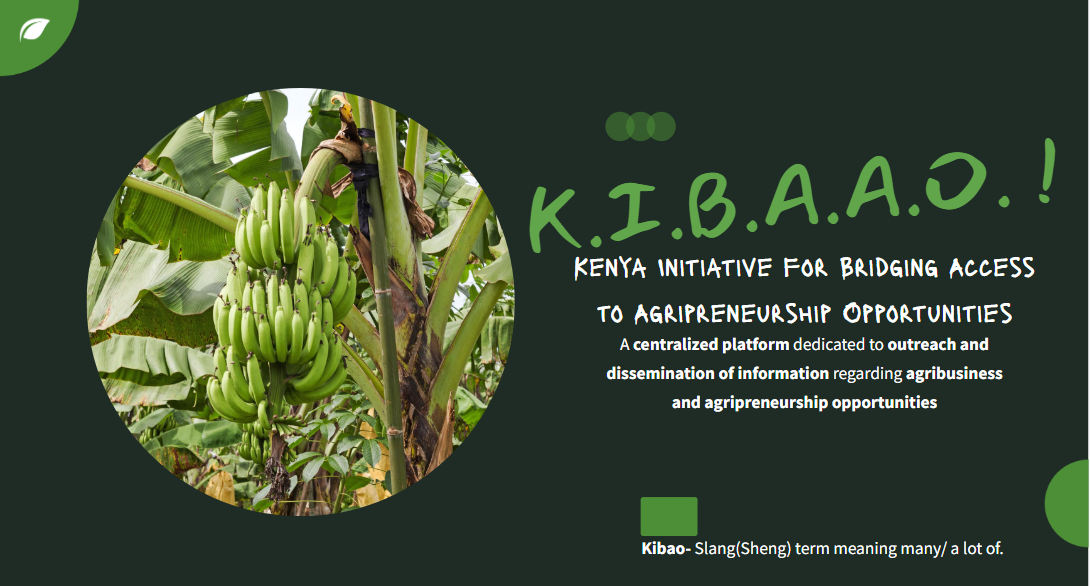 K.I.B.A.A.O. !
KENYA INITIATIVE FOR BRIDGING ACCESS
TO AGRIPRENEURSHIP OPPORTUNITIES
A centralized platform dedicated to outreach and
dissemination of information regarding agribusiness
and agripreneurship opportunities
Kibao- Slang(Sheng) term meaning many/ a lot of.